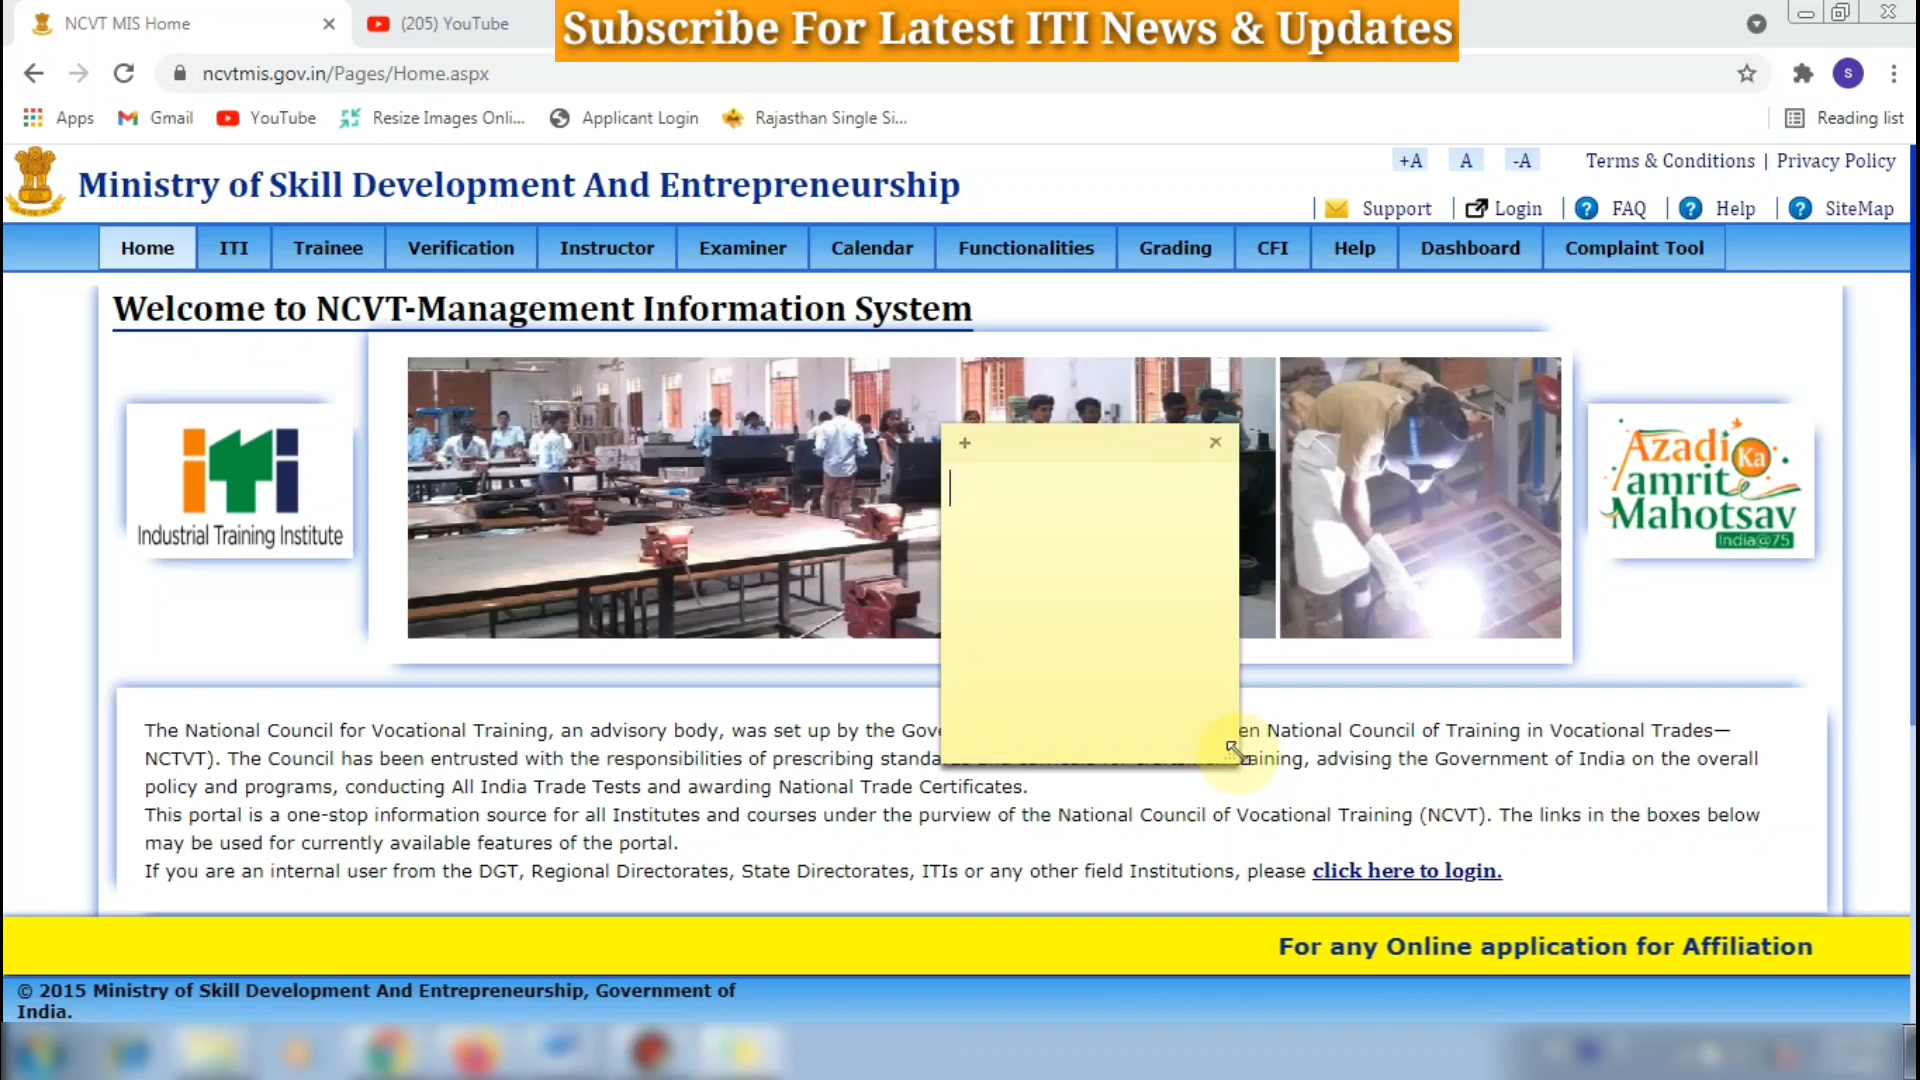 NCVT MIS Home
(205) YouTube
Subscribe For Latest ITI News & Updates
ncvtmis.gov.in/Pages/Home.aspx
S
Apps
Gmail
YouTube
Resize Images Onli...
Applicant Login
Rajasthan Single Si...
Reading list
+A A -A Terms & Conditions | Privacy Policy
Ministry of Skill Development And Entrepreneurship
Support | Login | FAQ | Help | SiteMap
Home ITI Trainee Verification Instructor Examiner Calendar Functionalities Grading CFI Help Dashboard Complaint Tool
Welcome to NCVT-Management Information System
iTi
Industrial Training Institute
Azadi Ka
amrit
Mahotsav
India@75
The National Council for Vocational Training, an advisory body, was set up by the Gov en National Council of Training in Vocational Trades—
NCTVT). The Council has been entrusted with the responsibilities of prescribing standa aining, advising the Government of India on the overall
policy and programs, conducting All India Trade Tests and awarding National Trade Certificates.
This portal is a one-stop information source for all Institutes and courses under the purview of the National Council of Vocational Training (NCVT). The links in the boxes below
may be used for currently available features of the portal.
If you are an internal user from the DGT, Regional Directorates, State Directorates, ITIs or any other field Institutions, please click here to login.
For any Online application for Affiliation
© 2015 Ministry of Skill Development And Entrepreneurship, Government of
India.